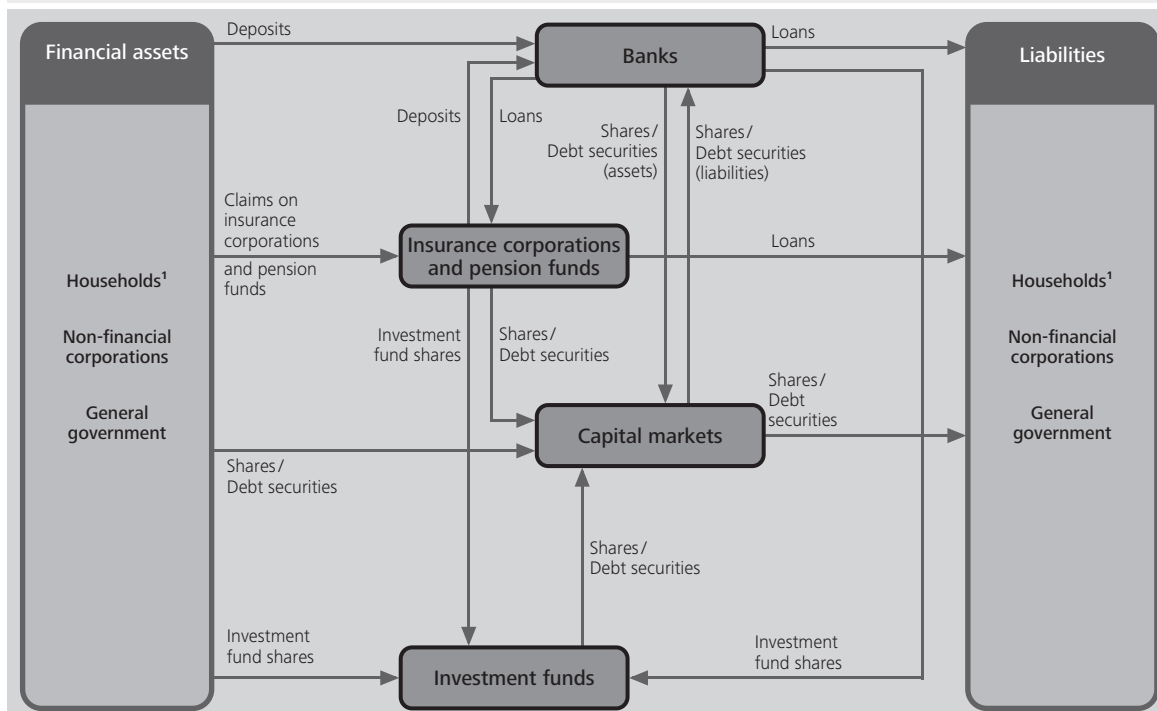 Financial assets
Households¹
Non-financial
corporations
General
government
Deposits
Banks
Loans
Liabilities
Households¹
Non-financial
corporations
General
government
Deposits
Loans
Shares/
Debt securities
(assets)
Shares/
Debt securities
(liabilities)
Claims on
insurance
corporations
and pension
funds
Insurance corporations
and pension funds
Loans
Investment
fund shares
Shares/
Debt securities
Capital markets
Shares/
Debt
securities
Shares/
Debt securities
Shares/
Debt securities
Investment
fund shares
Investment funds
Investment
fund shares